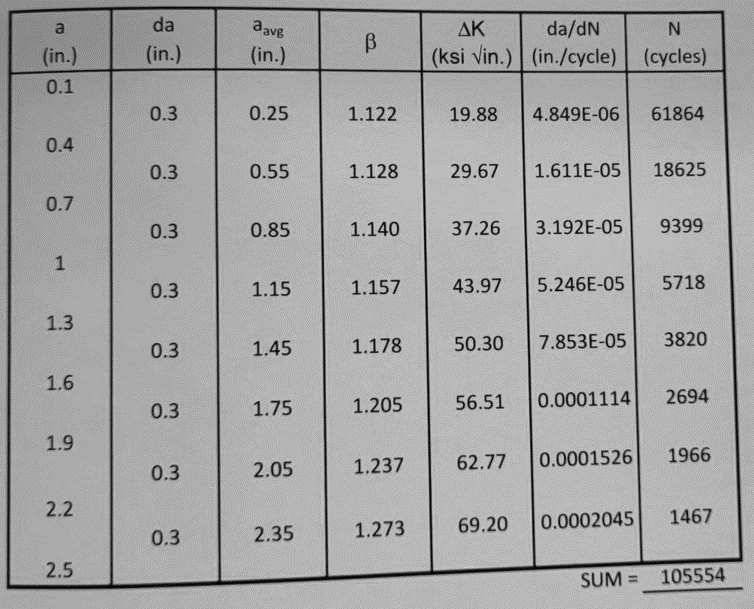 a da a_avg β ΔK da/dN N
(in.) (in.) (in.) (ksi √in.) (in./cycle) (cycles)
0.1
0.3 0.25 1.122 19.88 4.849E-06 61864
0.4
0.3 0.55 1.128 29.67 1.611E-05 18625
0.7
0.3 0.85 1.140 37.26 3.192E-05 9399
1
0.3 1.15 1.157 43.97 5.246E-05 5718
1.3
0.3 1.45 1.178 50.30 7.853E-05 3820
1.6
0.3 1.75 1.205 56.51 0.0001114 2694
1.9
0.3 2.05 1.237 62.77 0.0001526 1966
2.2
0.3 2.35 1.273 69.20 0.0002045 1467
2.5
SUM = 105554